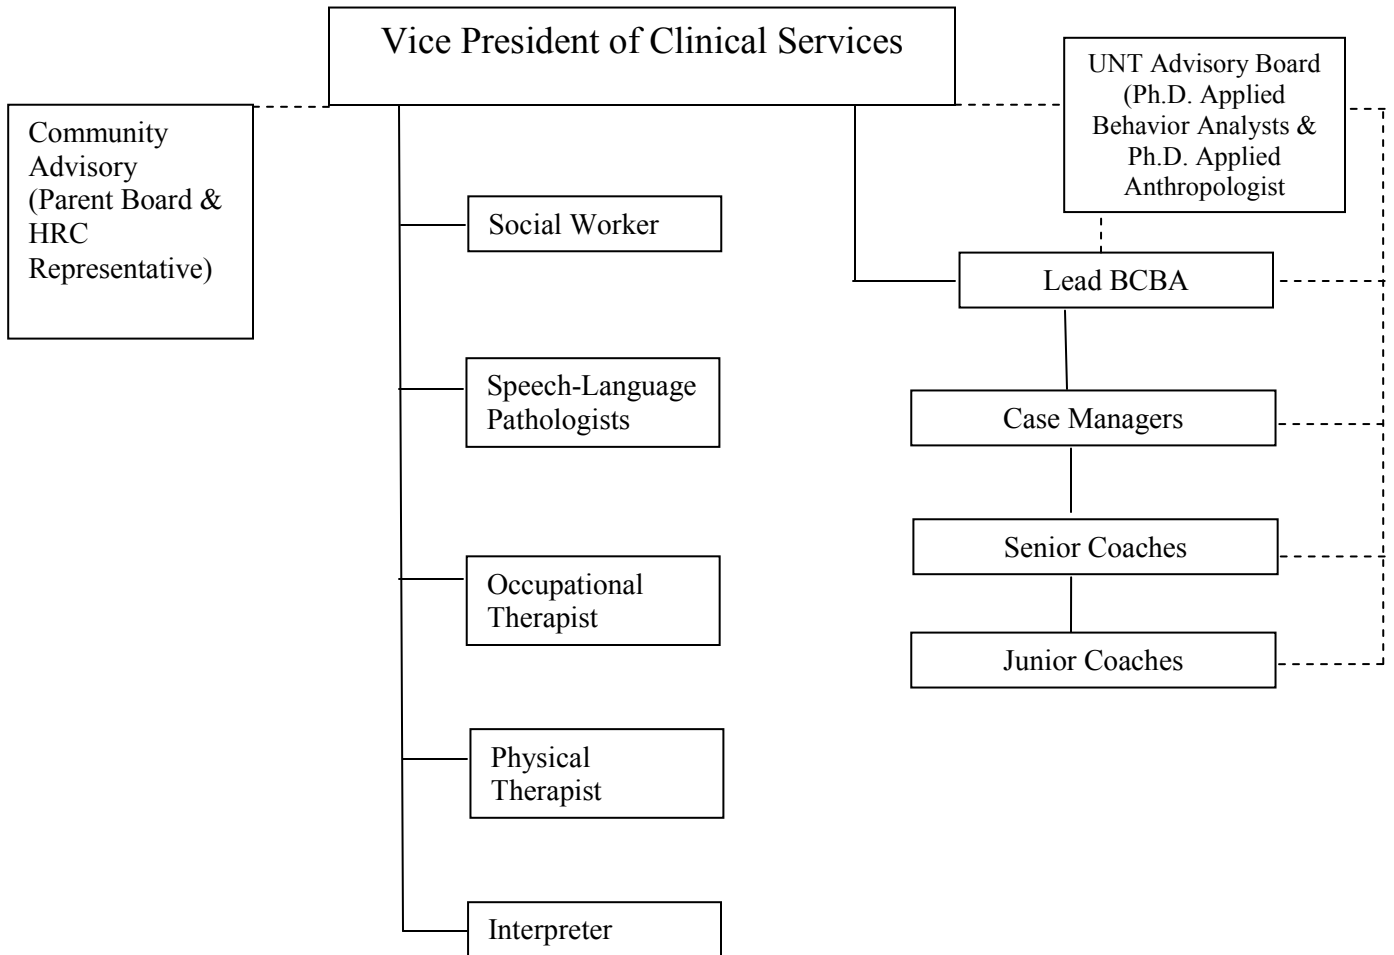 Vice President of Clinical Services
UNT Advisory Board
(Ph.D. Applied
Behavior Analysts &
Ph.D. Applied
Anthropologist
Community
Advisory
(Parent Board &
HRC
Representative)
Social Worker
Lead BCBA
Speech-Language
Pathologists
Case Managers
Senior Coaches
Occupational
Therapist
Junior Coaches
Physical
Therapist
Interpreter